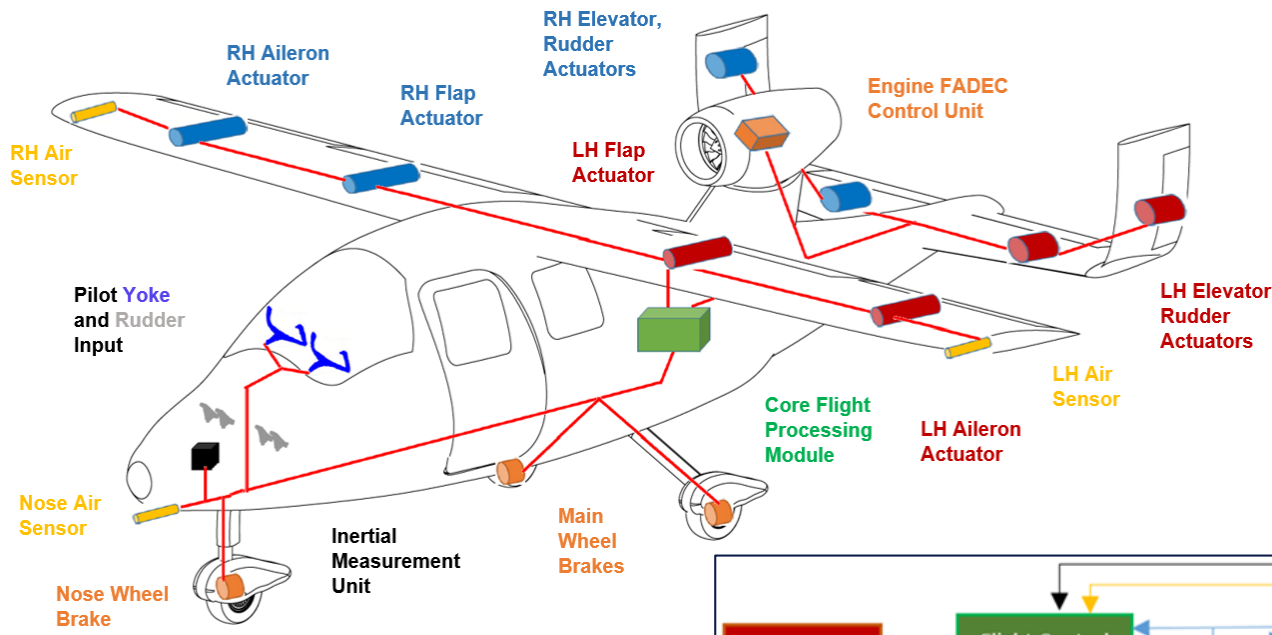 RH Elevator,
Rudder
Actuators
RH Aileron
Actuator
RH Flap
Actuator
Engine FADEC
Control Unit
RH Air
Sensor
LH Flap
Actuator
Pilot Yoke
and Rudder
Input
LH Elevator
Rudder
Actuators
LH Air
Sensor
Core Flight
Processing
Module
LH Aileron
Actuator
Nose Air
Sensor
Inertial
Measurement
Unit
Main
Wheel
Brakes
Nose Wheel
Brake
Flight Control